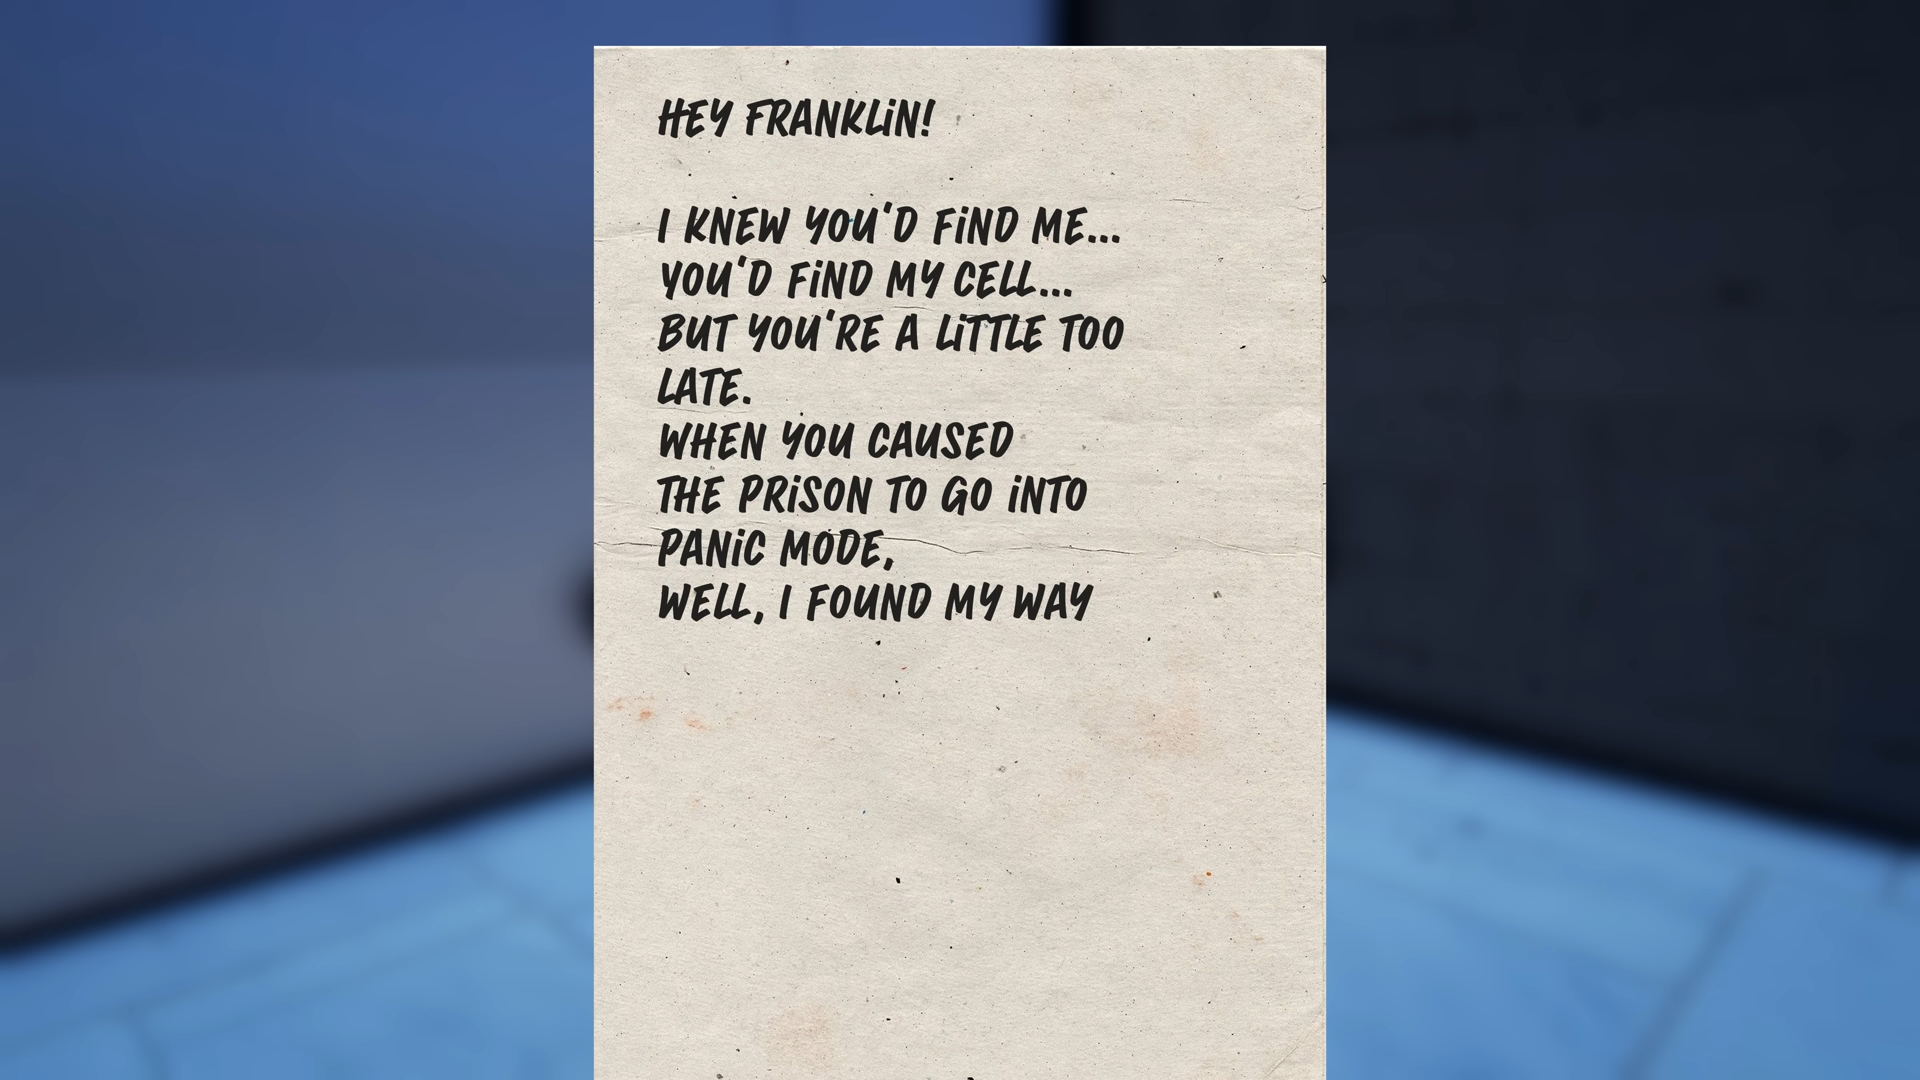 HEY FRANKLIN!
I KNEW YOU'D FIND ME...
YOU'D FIND MY CELL...
BUT YOU'RE A LITTLE TOO
LATE.
WHEN YOU CAUSED
THE PRISON TO GO INTO
PANIC MODE,
WELL, I FOUND MY WAY